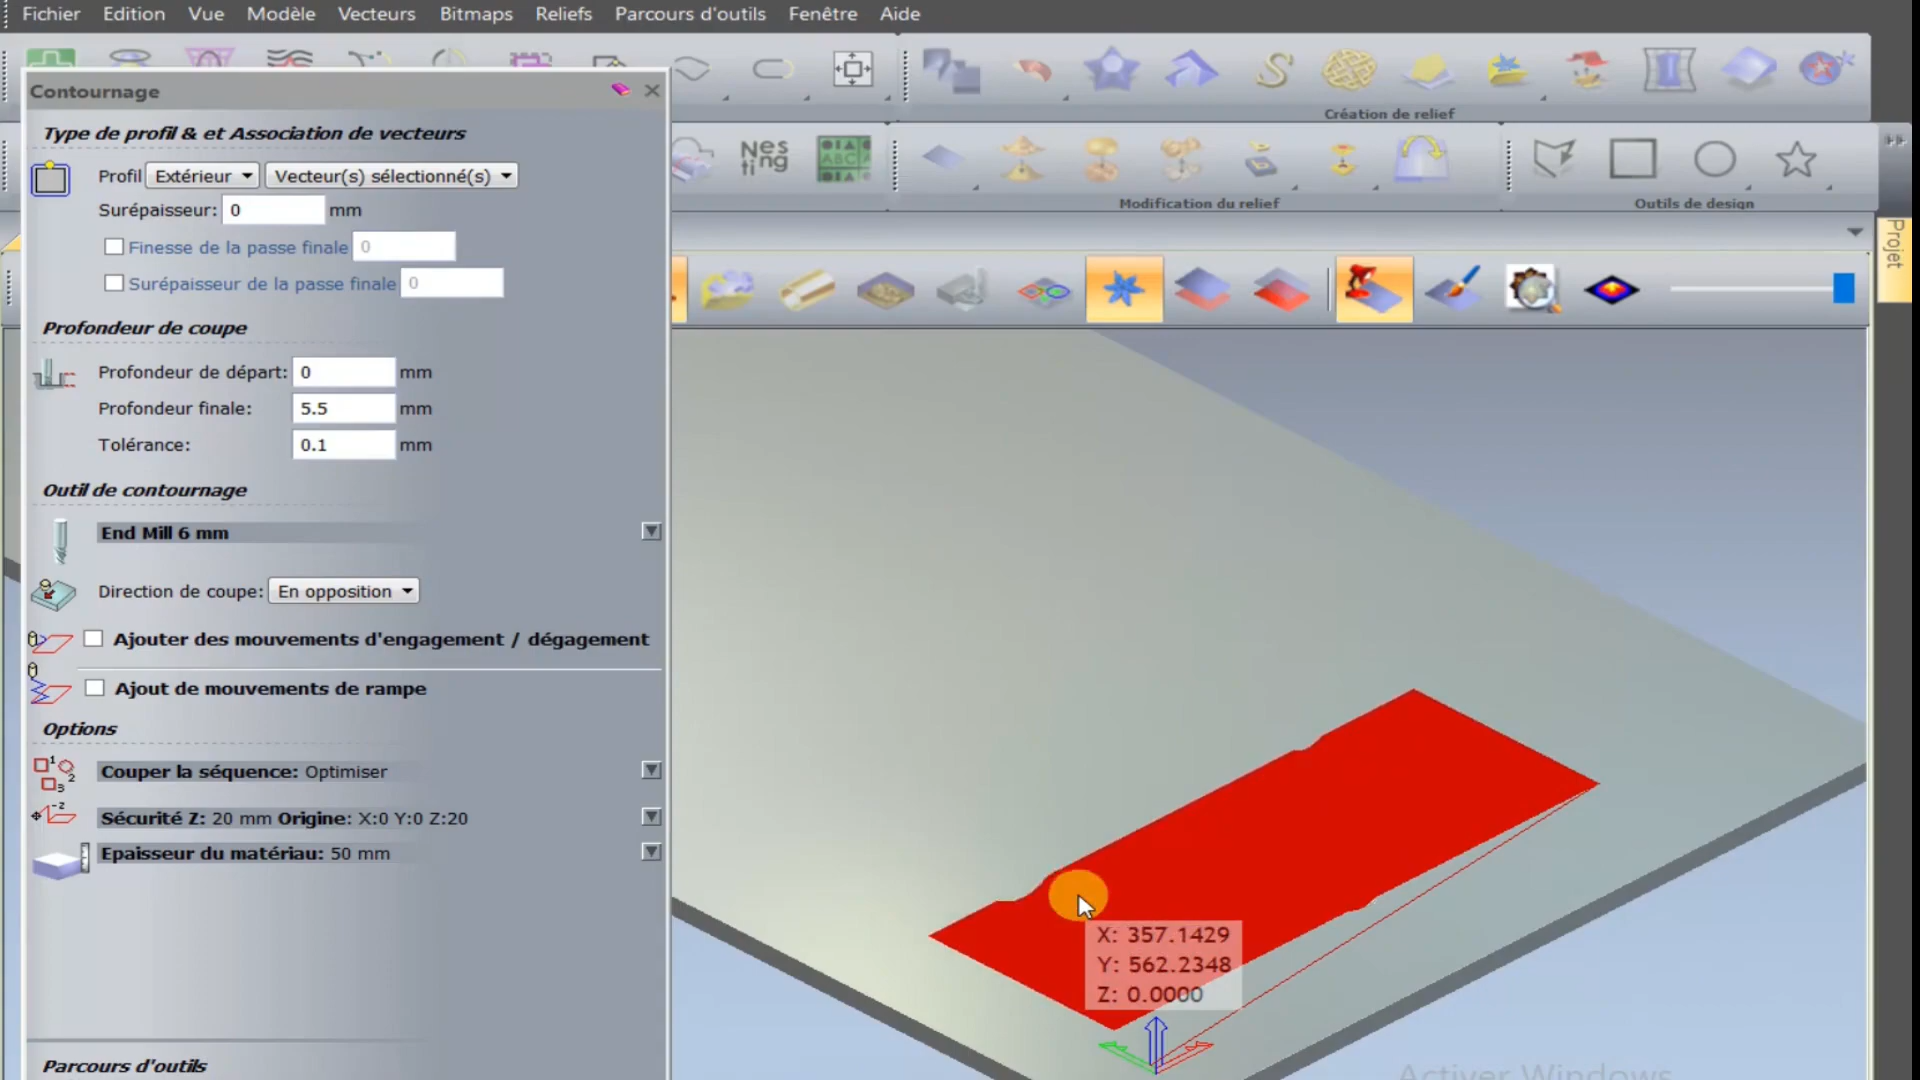 Fichier Edition Vue Modèle Vecteurs Bitmaps Reliefs Parcours d'outils Fenêtre Aide
Contournage
Création de relief
Type de profil & et Association de vecteurs
Nes
ting
ABC
Profil Extérieur Vecteur(s) sélectionné(s)
Modification du relief
Outils de design
Surépaisseur: 0 mm
Projet
Finesse de la passe finale 0
Surépaisseur de la passe finale 0
Profondeur de coupe
Profondeur de départ: 0 mm
Profondeur finale: 5.5 mm
Tolérance: 0.1 mm
Outil de contournage
End Mill 6 mm
Direction de coupe: En opposition
Ajouter des mouvements d'engagement / dégagement
Ajout de mouvements de rampe
Options
Couper la séquence: Optimiser
Sécurité Z: 20 mm Origine: X:0 Y:0 Z:20
Epaisseur du matériau: 50 mm
X: 357.1429
Y: 562.2348
Z: 0.0000
Parcours d'outils
Activer Windows